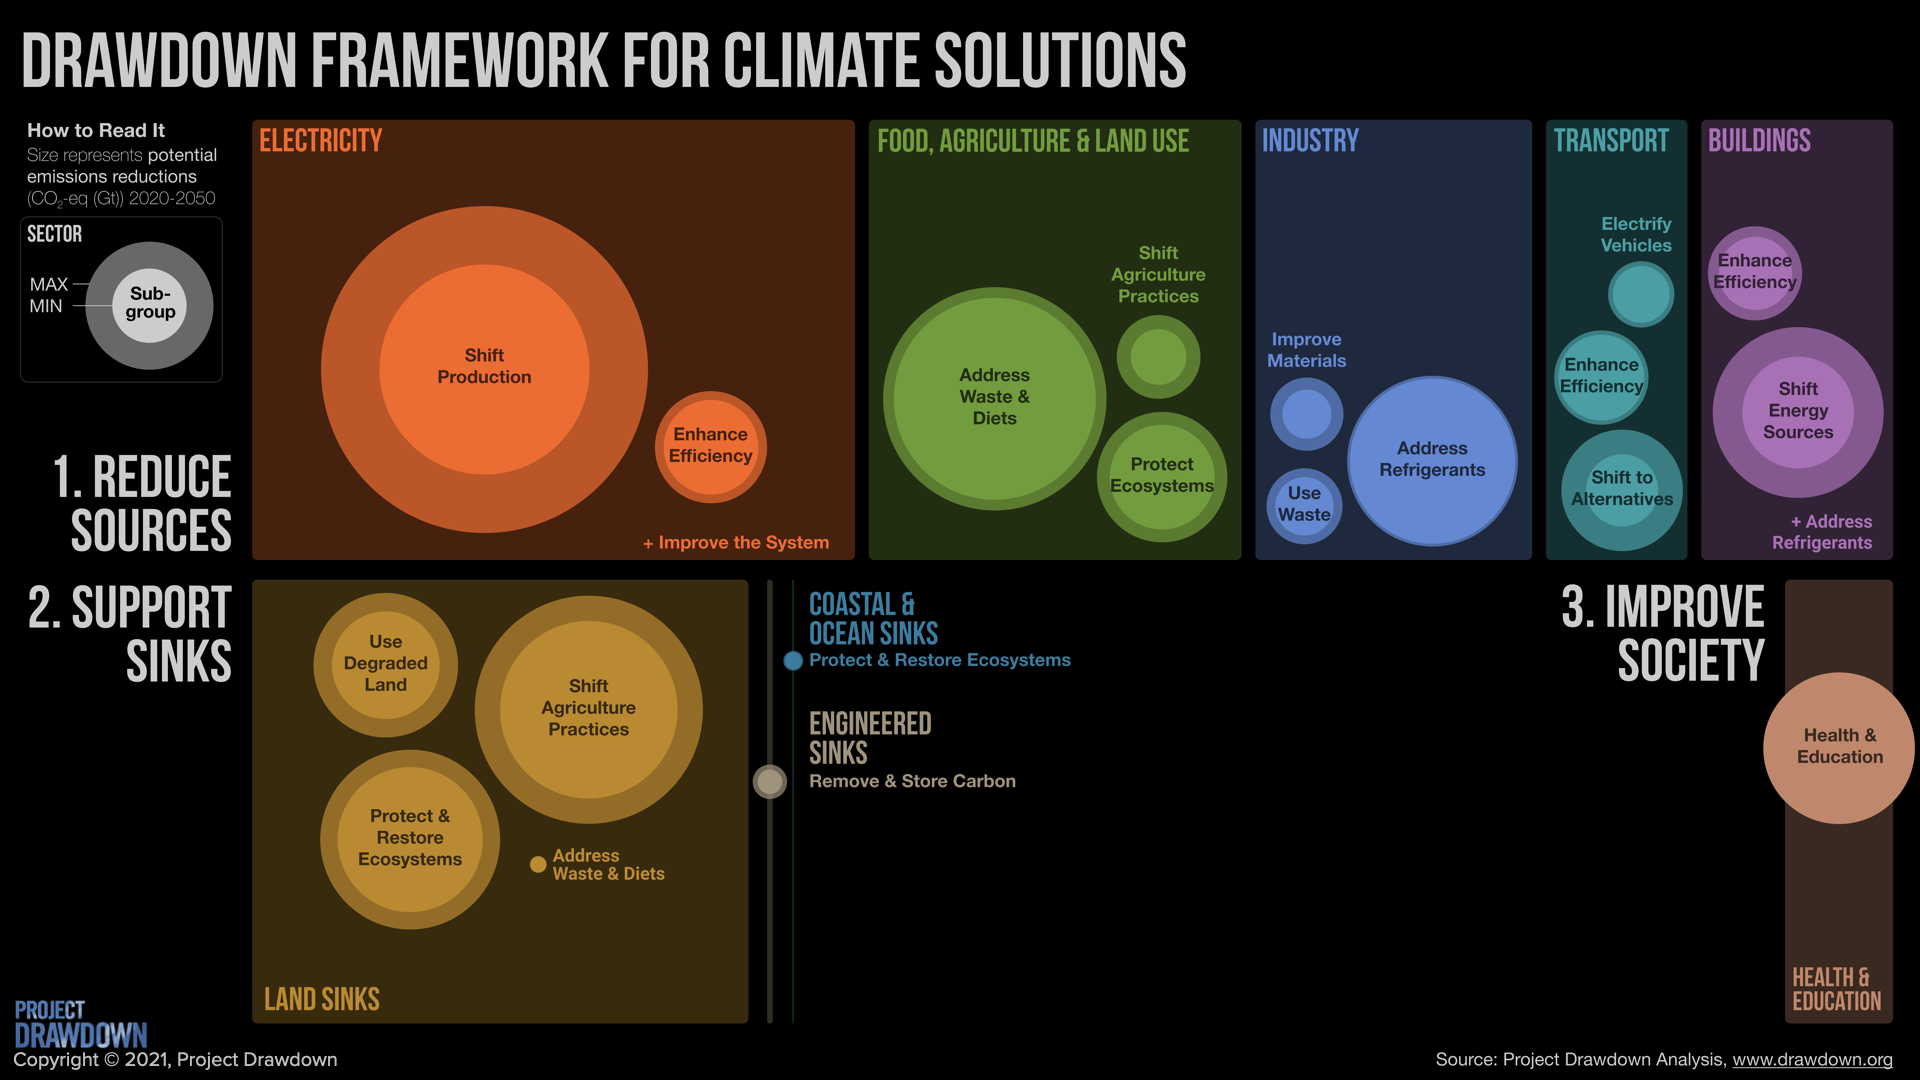 DRAWDOWN FRAMEWORK FOR CLIMATE SOLUTIONS
How to Read It
Size represents potential
emissions reductions
(CO2-eq (Gt)) 2020-2050
SECTOR
MAX
MIN
Sub-
group
1. REDUCE
SOURCES
ELECTRICITY
Shift
Production
Enhance
Efficiency
+ Improve the System
FOOD, AGRICULTURE & LAND USE
Address
Waste &
Diets
Shift
Agriculture
Practices
Protect
Ecosystems
INDUSTRY
Improve
Materials
Use
Waste
Address
Refrigerants
TRANSPORT
Electrify
Vehicles
Enhance
Efficiency
Shift to
Alternatives
BUILDINGS
Enhance
Efficiency
Shift
Energy
Sources
+ Address
Refrigerants
2. SUPPORT
SINKS
Use
Degraded
Land
Shift
Agriculture
Practices
Protect &
Restore
Ecosystems
Address
Waste & Diets
LAND SINKS
COASTAL &
OCEAN SINKS
Protect & Restore Ecosystems
ENGINEERED
SINKS
Remove & Store Carbon
3. IMPROVE
SOCIETY
Health &
Education
HEALTH &
EDUCATION
PROJECT
DRAWDOWN
Copyright © 2021, Project Drawdown
Source: Project Drawdown Analysis, www.drawdown.org